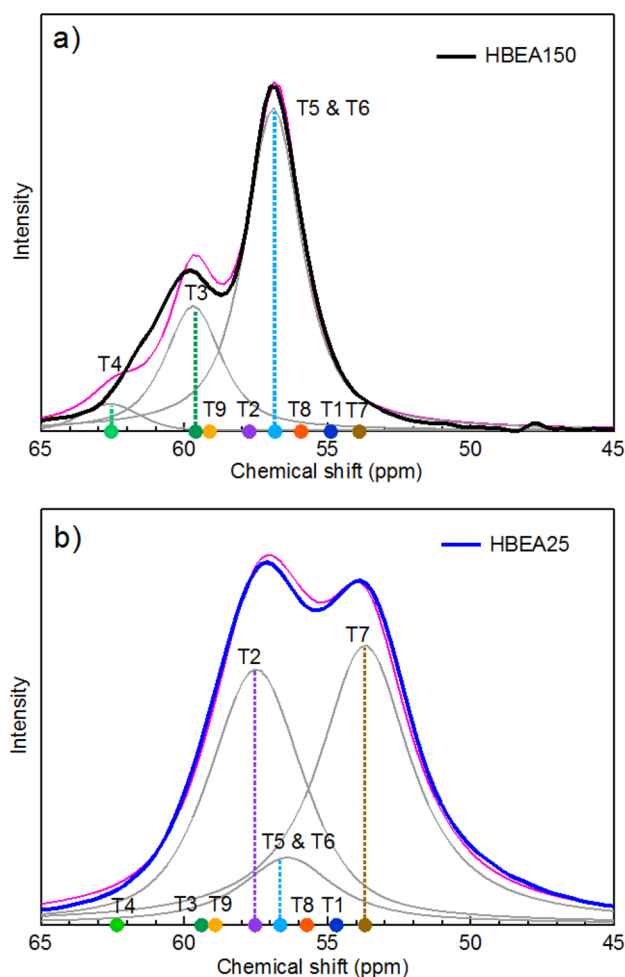 a)
HBEA150
T5 & T6
T3
T4
T9 T2 T8 T1 T7
Intensity
65 60 55 50 45
Chemical shift (ppm)
b)
HBEA25
T7
T2
T5 & T6
T4 T3 T9 T8 T1
Intensity
65 60 55 50 45
Chemical shift (ppm)